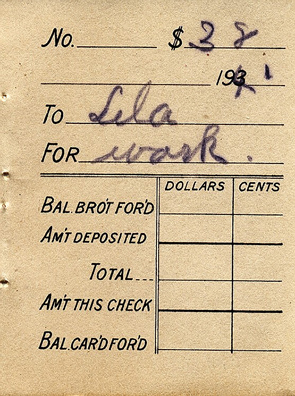 No. $ 38
1941
To Lila
For work.
DOLLARS CENTS
BAL. BRO'T FOR'D
AM'T DEPOSITED
TOTAL...
AM'T THIS CHECK
BAL. CAR'D FOR'D